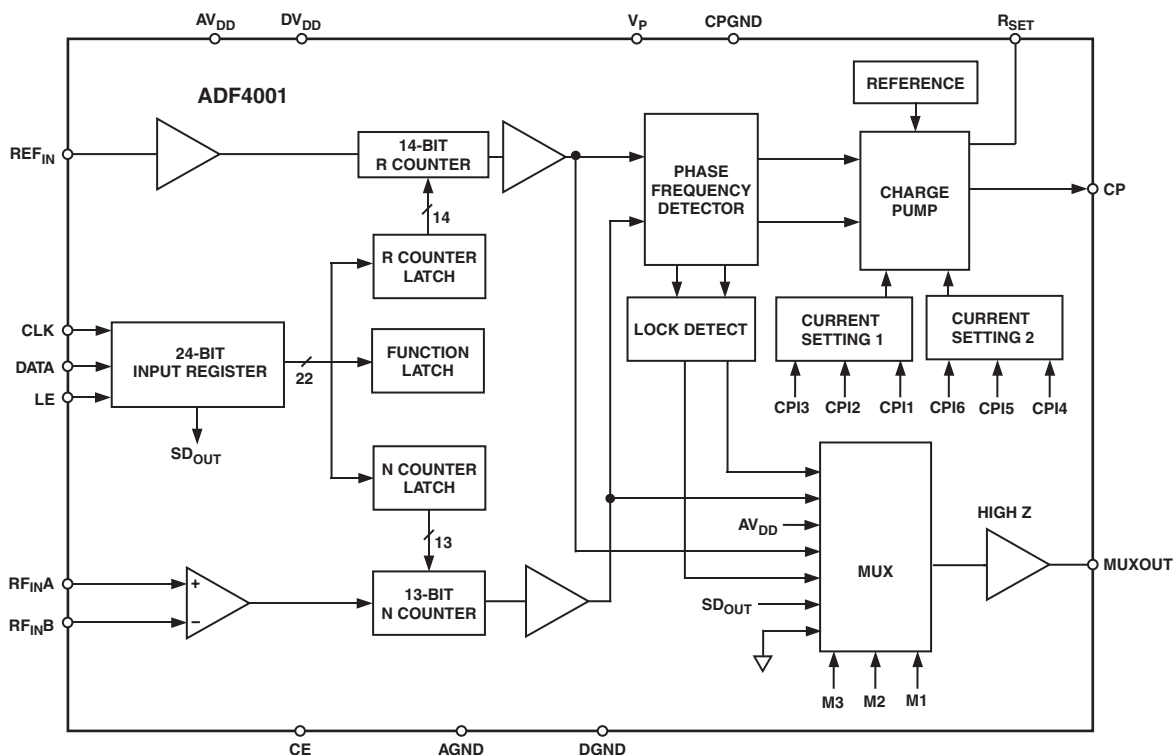 AVDD
DVDD
VP
CPGND
RSET
ADF4001
REFERENCE
REFIN
14-BIT
R COUNTER
PHASE
FREQUENCY
DETECTOR
CHARGE
PUMP
CP
14
R COUNTER
LATCH
CLK
DATA
LE
24-BIT
INPUT REGISTER
22
FUNCTION
LATCH
LOCK DETECT
CURRENT
SETTING 1
CURRENT
SETTING 2
CPI3 CPI2 CPI1 CPI6 CPI5 CPI4
SDOUT
N COUNTER
LATCH
13
AVDD
HIGH Z
MUX
MUXOUT
RFINA
RFINB
+
−
13-BIT
N COUNTER
SDOUT
M3 M2 M1
CE
AGND
DGND